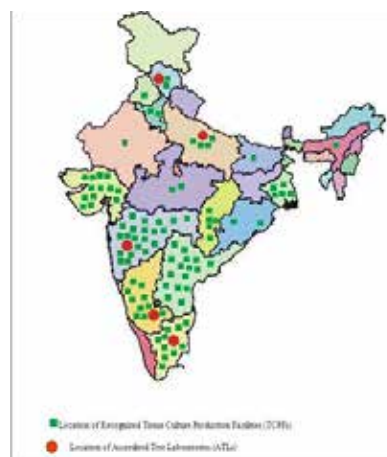 Location of Recognized Tissue Culture Production Facilities (TCPFs)
Location of Accredited Test Laboratories (ATLs)